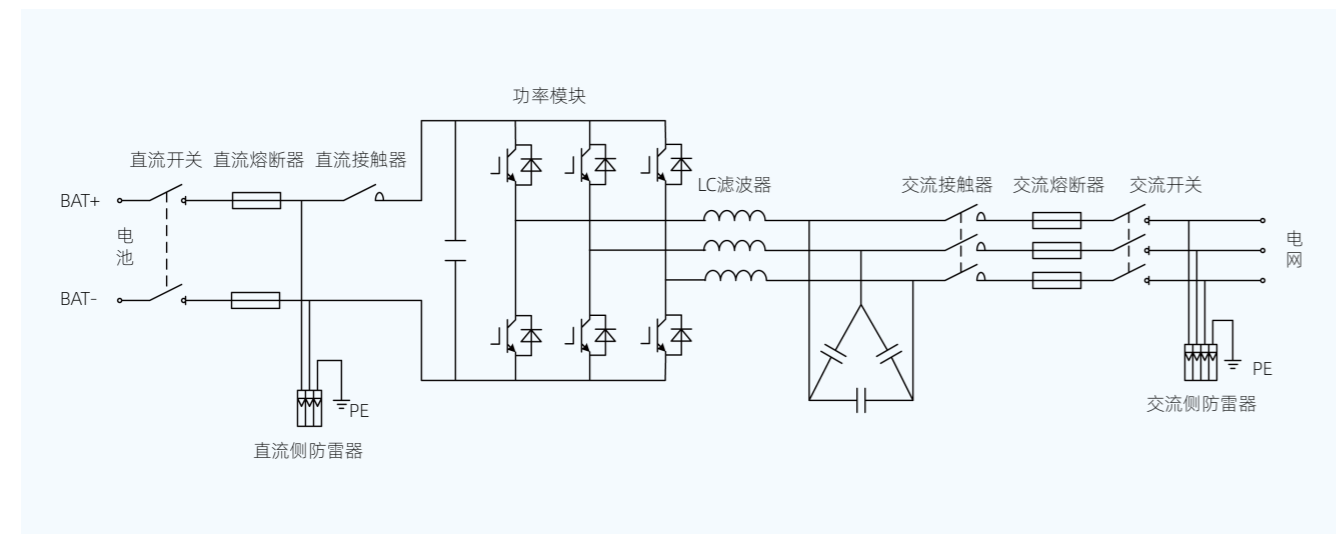 功率模块
直流开关 直流熔断器 直流接触器
LC滤波器 交流接触器 交流熔断器 交流开关
BAT+
电
池
电
网
BAT-
PE
PE
直流侧防雷器
交流侧防雷器